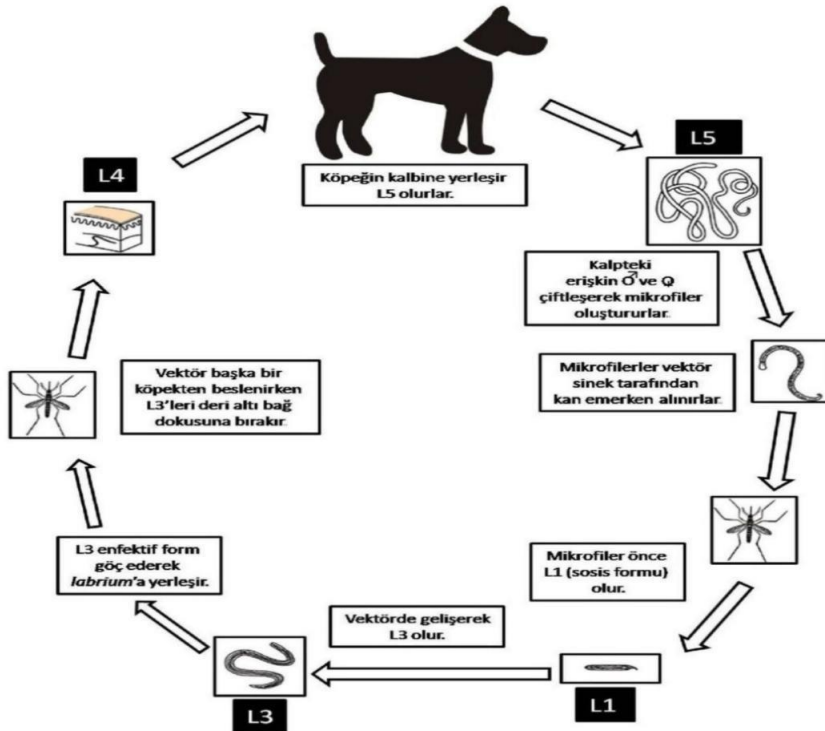 Köpeğin kalbine yerleşir
L5 olurlar.
L5
Kalpteki
erişkin ♂ ve ♀
çiftleşerek mikrofiler
oluştururlar.
Mikrofilerler vektör
sinek tarafından
kan emerken alınırlar.
Mikrofiler önce
L1 (sosis formu)
olur.
L1
Vektörde gelişerek
L3 olur.
L3
L3 enfektif form
göç ederek
labrium'a yerleşir.
Vektör başka bir
köpekten beslenirken
L3'leri deri altı bağ
dokusuna bırakır.
L4